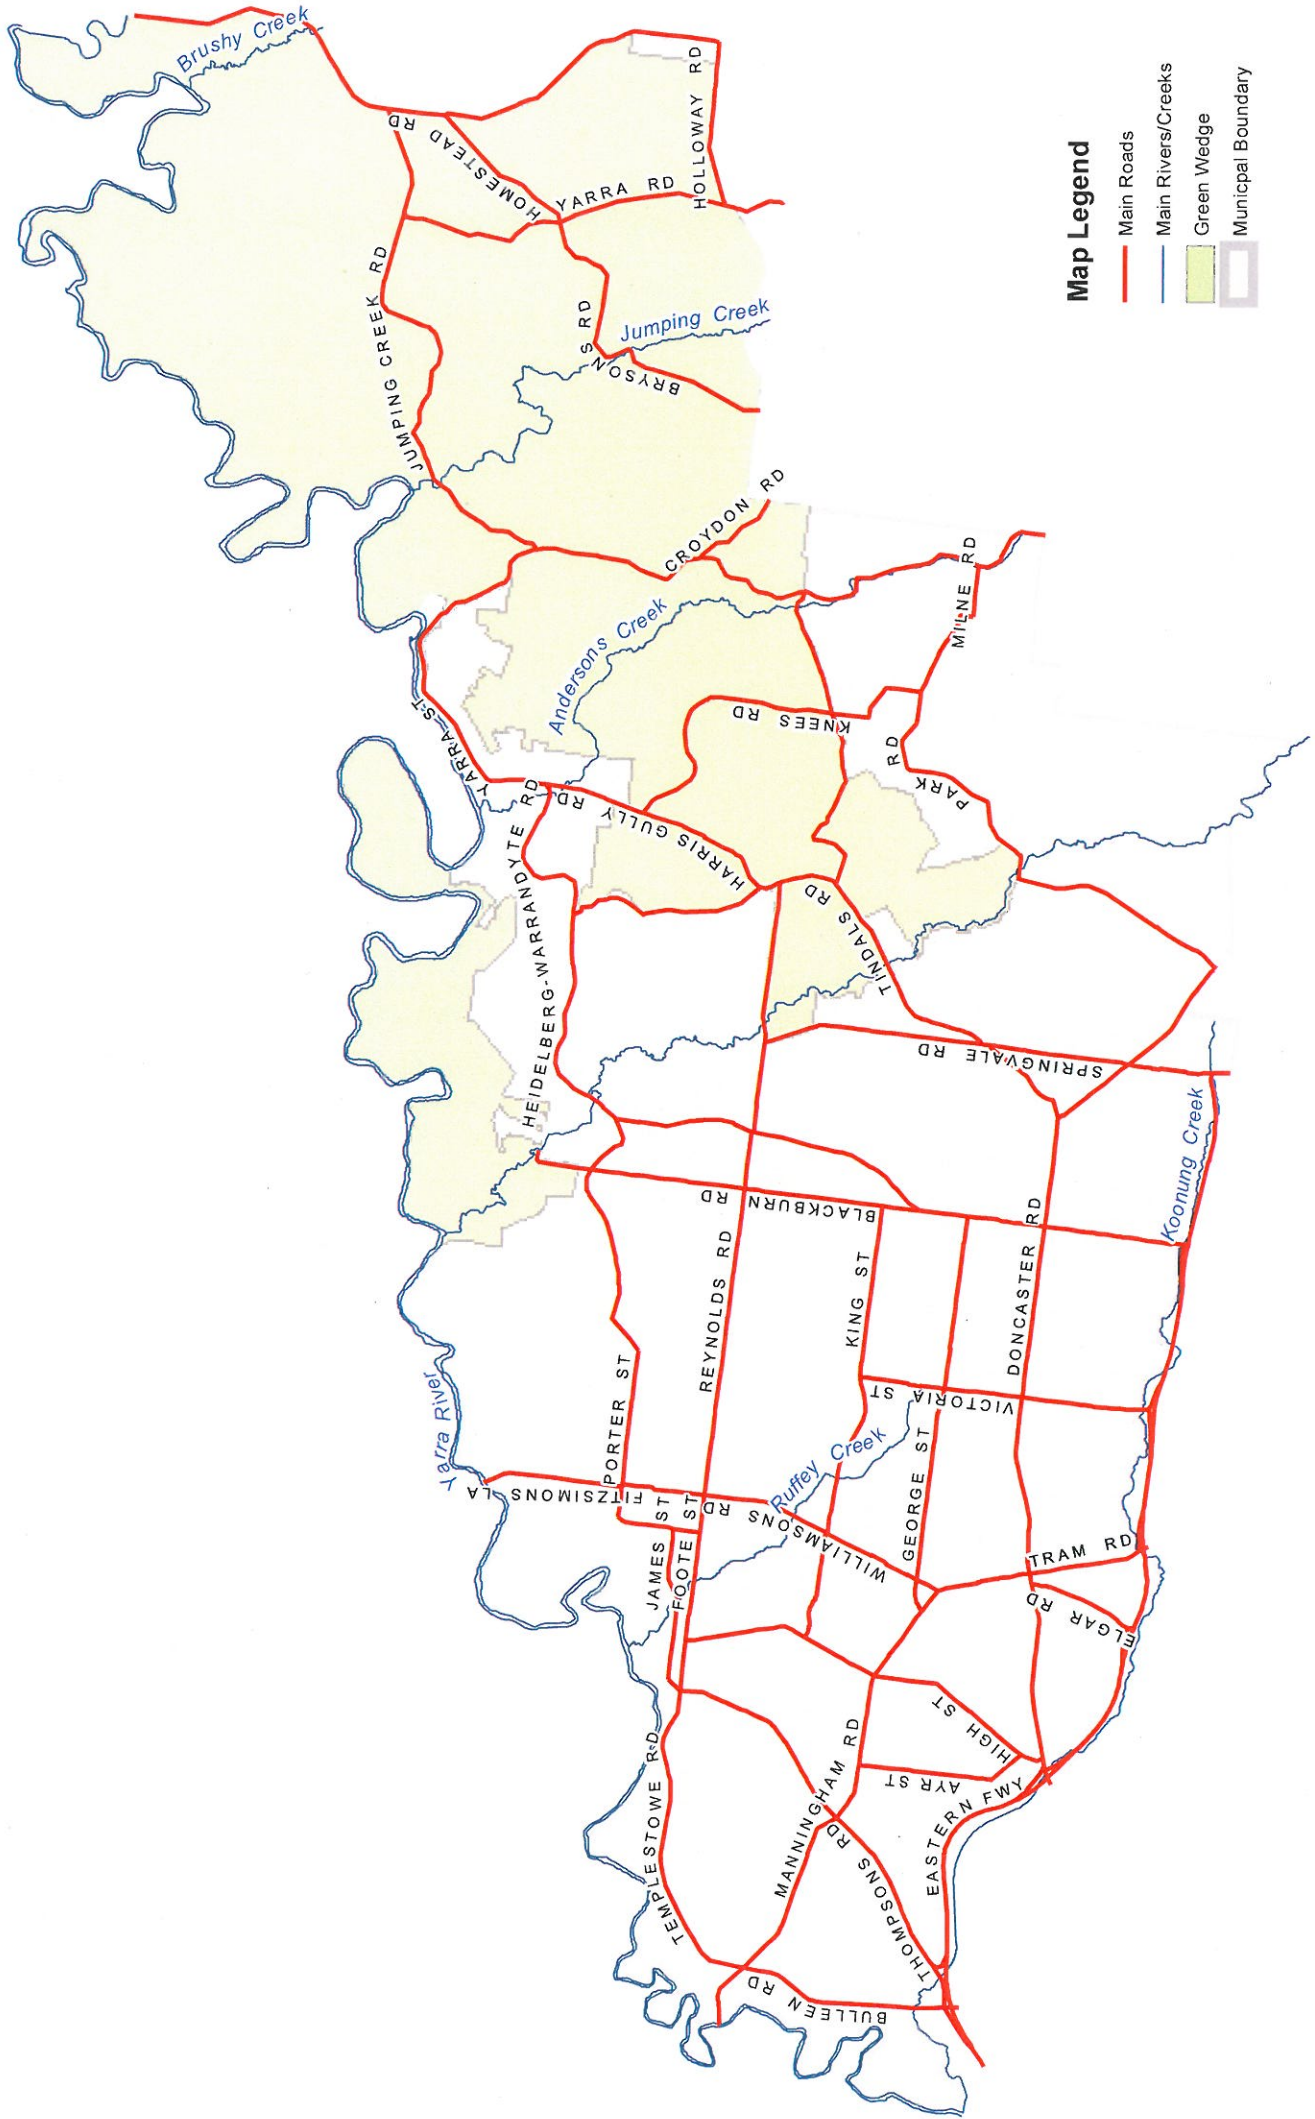 Brushy Creek
HOMESTEAD RD
HOLLOWAY RD
YARRA RD
JUMPING CREEK RD
Jumping Creek
BRYSONS RD
CROYDON RD
Andersons Creek
MILNE RD
KNEES RD
PARK RD
YARRA ST
HARRIS GULLY RD
HEIDELBERG-WARRANDYTE RD
TINDALS RD
SPRINGVALE RD
Koonung Creek
BLACKBURN RD
REYNOLDS RD
KING ST
DONCASTER RD
VICTORIA ST
GEORGE ST
Yarra River
PORTER ST
FITZSIMONS LA
JAMES ST
FOOTE ST
Ruffey Creek
WILLIAMSONS RD
TRAM RD
ELGAR RD
HIGH ST
AYR ST
MANNINGHAM RD
EASTERN FWY
TEMPLESTOWE RD
THOMPSONS RD
BULLEEN RD
Map Legend
Main Roads
Main Rivers/Creeks
Green Wedge
Municpal Boundary